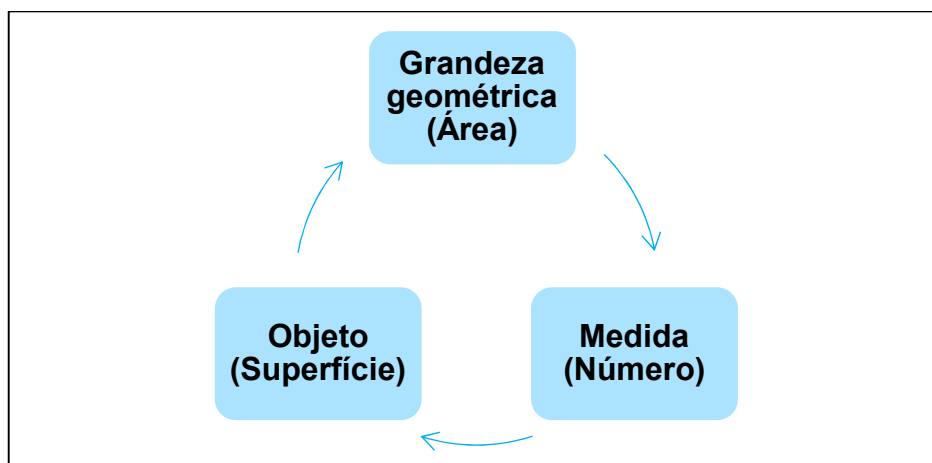 Grandeza
geométrica
(Área)
Objeto
(Superfície)
Medida
(Número)